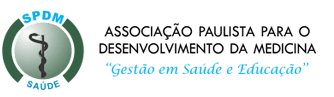 SPDM
SAÚDE
ASSOCIAÇÃO PAULISTA PARA O
DESENVOLVIMENTO DA MEDICINA
“Gestão em Saúde e Educação”